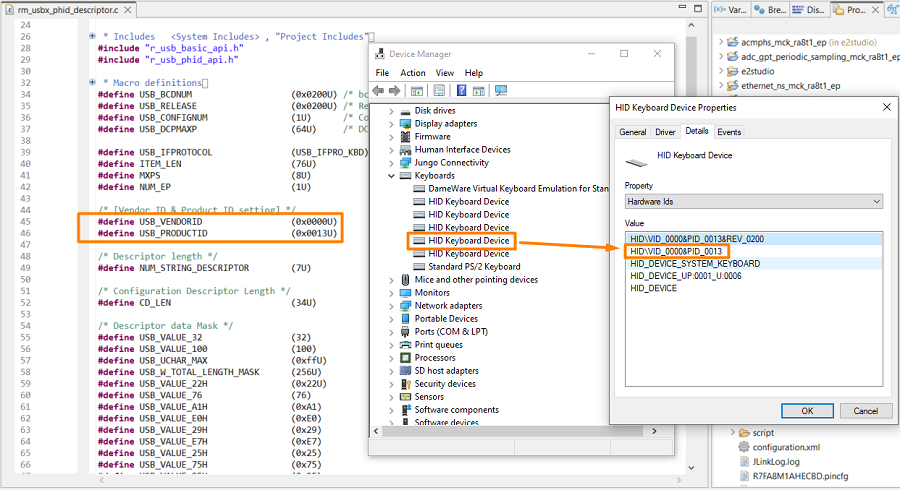 rm_usbx_phid_descriptor.c
24
26 * Includes <System Includes> , "Project Includes"
28 #include "r_usb_basic_api.h"
29 #include "r_usb_phid_api.h"
30
32 * Macro definitions
34 #define USB_BCDNUM (0x0200U) /* bc
35 #define USB_RELEASE (0x0200U) /* Re
36 #define USB_CONFIGNUM (1U) /* Co
37 #define USB_DCPMAXP (64U) /* DC
38
39 #define USB_IFPROTOCOL (USB_IFPRO_KBD)
40 #define ITEM_LEN (76U)
41 #define MXPS (8U)
42 #define NUM_EP (1U)
43
44 /* [Vendor ID & Product ID setting] */
45 #define USB_VENDORID (0x0000U)
46 #define USB_PRODUCTID (0x0013U)
47
48 /* Descriptor length */
49 #define NUM_STRING_DESCRIPTOR (7U)
50
51 /* Configuration Descriptor Length */
52 #define CD_LEN (34U)
53
54 /* Descriptor data Mask */
55 #define USB_VALUE_32 (32)
56 #define USB_VALUE_100 (100)
57 #define USB_UCHAR_MAX (0xffU)
58 #define USB_W_TOTAL_LENGTH_MASK (256U)
59 #define USB_VALUE_22H (0x22U)
60 #define USB_VALUE_76 (76)
61 #define USB_VALUE_A1H (0xA1)
62 #define USB_VALUE_E0H (0xE0)
63 #define USB_VALUE_29H (0x29)
64 #define USB_VALUE_E7H (0xE7)
65 #define USB_VALUE_25H (0x25)
66 #define USB_VALUE_75H (0x75)
Device Manager
File Action View Help
Disk drives
Display adapters
Firmware
Human Interface Devices
Jungo Connectivity
Keyboards
DameWare Virtual Keyboard Emulation for Stan
HID Keyboard Device
HID Keyboard Device
HID Keyboard Device
HID Keyboard Device
HID Keyboard Device
Standard PS/2 Keyboard
Mice and other pointing devices
Monitors
Network adapters
Portable Devices
Ports (COM & LPT)
Print queues
Processors
SD host adapters
Security devices
Sensors
Software components
Software devices
Var... Bre... Dis... Pro...
acmphs_mck_ra8t1_ep (in e2studio)
adc_gpt_periodic_sampling_mck_ra8t1_ep
e2studio
ethernet_ns_mck_ra8t1_ep
HID Keyboard Device Properties
General Driver Details Events
HID Keyboard Device
Property
Hardware Ids
Value
HID\VID_0000&PID_0013&REV_0200
HID\VID_0000&PID_0013
HID_DEVICE_SYSTEM_KEYBOARD
HID_DEVICE_UP:0001_U:0006
HID_DEVICE
OK Cancel
script
configuration.xml
JLinkLog.log
R7FA8M1AHECBD.pincfg